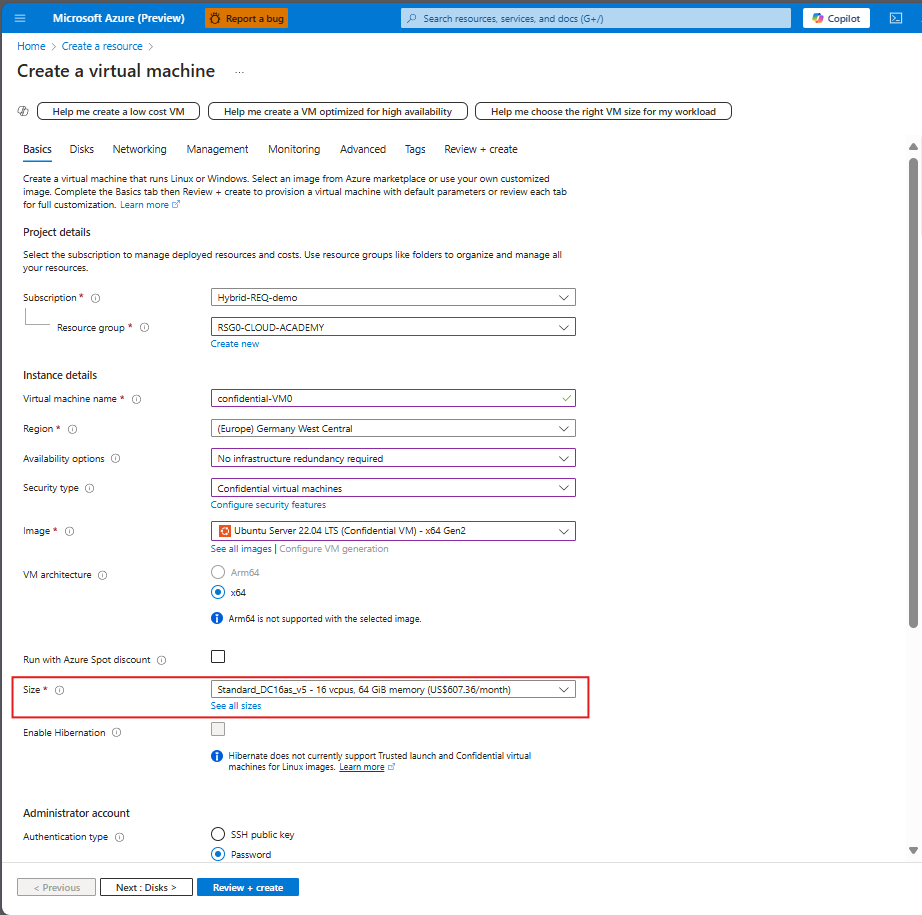 Microsoft Azure (Preview)
Report a bug
Search resources, services, and docs (G+/)
Copilot
Home > Create a resource >
Create a virtual machine ...
Help me create a low cost VM
Help me create a VM optimized for high availability
Help me choose the right VM size for my workload
Basics Disks Networking Management Monitoring Advanced Tags Review + create
Create a virtual machine that runs Linux or Windows. Select an image from Azure marketplace or use your own customized
image. Complete the Basics tab then Review + create to provision a virtual machine with default parameters or review each tab
for full customization. Learn more
Project details
Select the subscription to manage deployed resources and costs. Use resource groups like folders to organize and manage all
your resources.
Subscription * Hybrid-REQ-demo
Resource group * RSG0-CLOUD-ACADEMY
Create new
Instance details
Virtual machine name * confidential-VM0
Region * (Europe) Germany West Central
Availability options No infrastructure redundancy required
Security type Confidential virtual machines
Configure security features
Image * Ubuntu Server 22.04 LTS (Confidential VM) - x64 Gen2
See all images | Configure VM generation
VM architecture Arm64
x64
Arm64 is not supported with the selected image.
Run with Azure Spot discount
Size * Standard_DC16as_v5 - 16 vcpus, 64 GiB memory (US$607.36/month)
See all sizes
Enable Hibernation
Hibernate does not currently support Trusted launch and Confidential virtual
machines for Linux images. Learn more
Administrator account
Authentication type SSH public key
Password
< Previous
Next : Disks >
Review + create